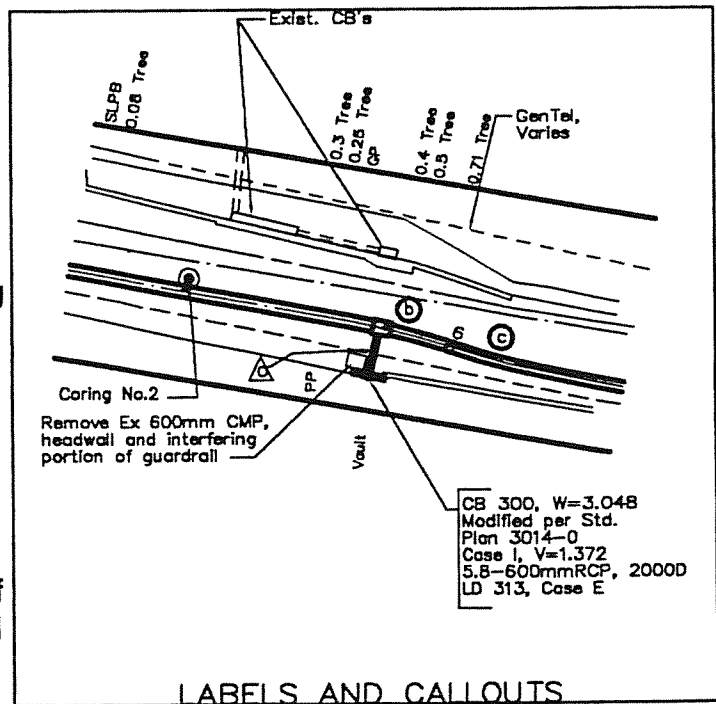 Exist. CB's
SLPB
0.08 Tree
0.3 Tree
0.25 Tree
GP
0.4 Tree
0.5 Tree
0.71 Tree
GenTel,
Varies
b
6
c
Coring No.2
PP
Remove Ex 600mm CMP,
headwall and interfering
portion of guardrail
Vault
CB 300, W=3.048
Modified per Std.
Plan 3014-0
Case I, V=1.372
5.8-600mmRCP, 2000D
LD 313, Case E
LABELS AND CALLOUTS